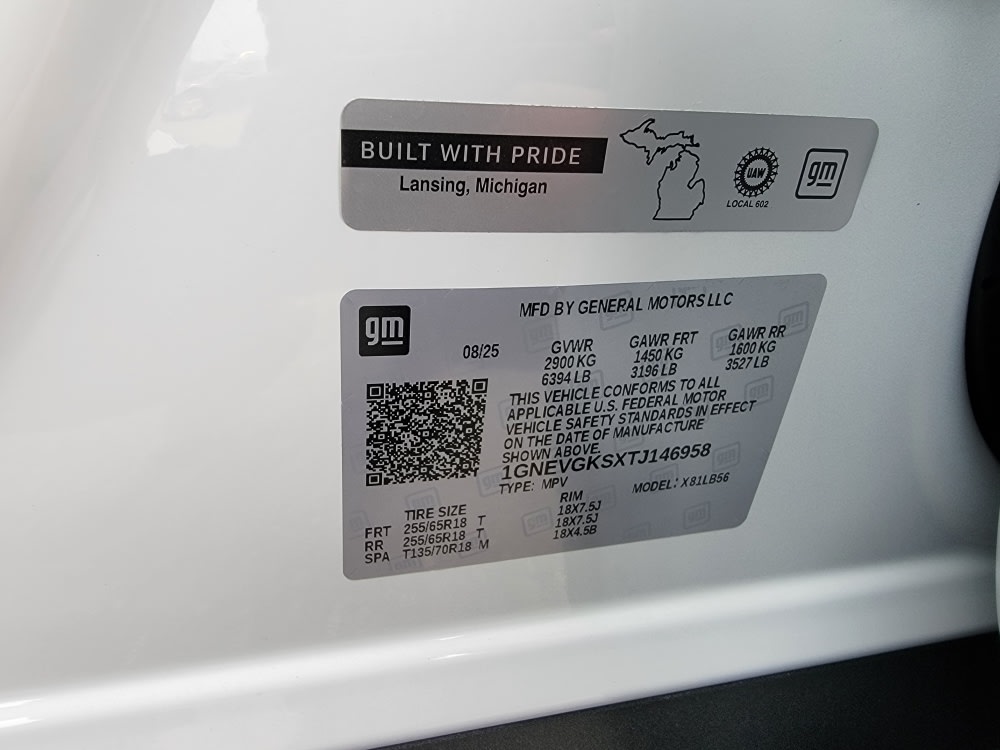 BUILT WITH PRIDE
Lansing, Michigan
UAW
LOCAL 602
gm
gm
MFD BY GENERAL MOTORS LLC
08/25
GVWR GAWR FRT GAWR RR
2900 KG 1450 KG 1600 KG
6394 LB 3196 LB 3527 LB
THIS VEHICLE CONFORMS TO ALL
APPLICABLE U.S. FEDERAL MOTOR
VEHICLE SAFETY STANDARDS IN EFFECT
ON THE DATE OF MANUFACTURE
SHOWN ABOVE.
1GNEVGKSXTJ146958
TYPE: MPV MODEL: X81LB56
TIRE SIZE RIM
FRT 255/65R18 T 18X7.5J
RR 255/65R18 T 18X7.5J
SPA T135/70R18 M 18X4.5B